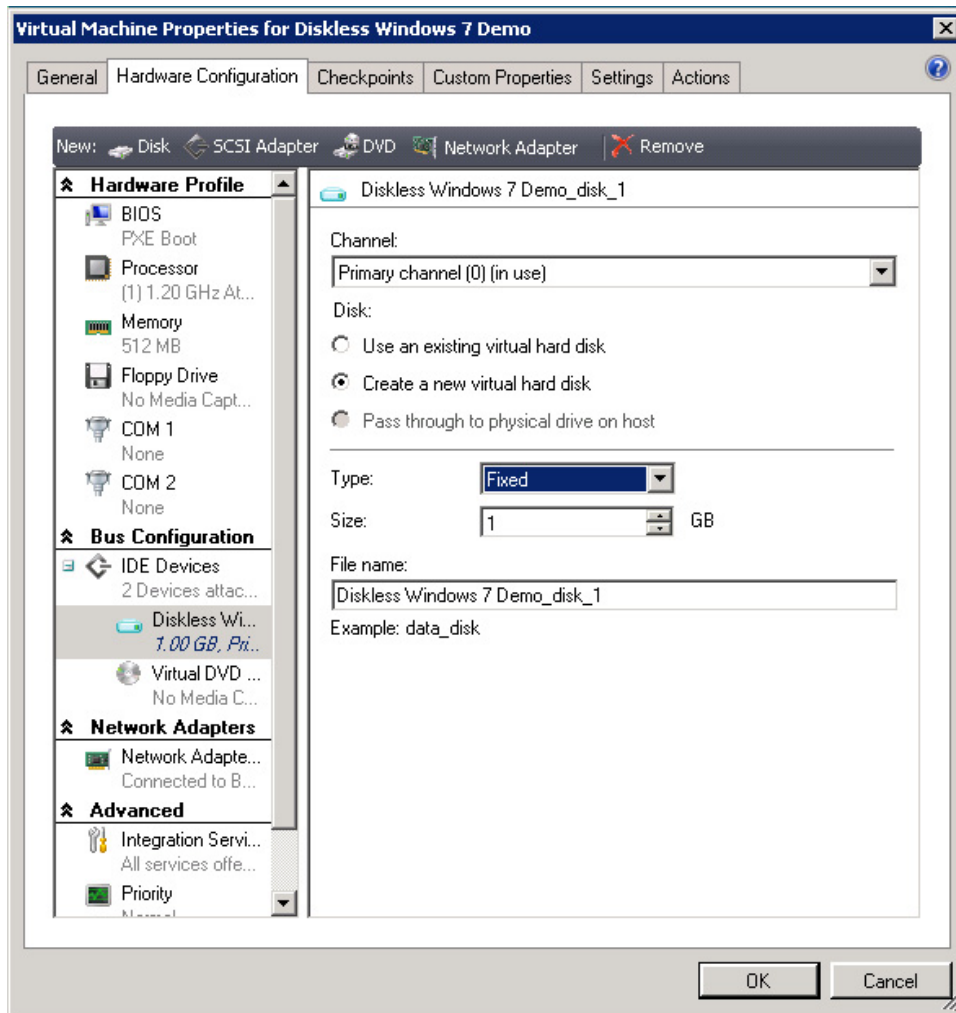 Virtual Machine Properties for Diskless Windows 7 Demo
General Hardware Configuration Checkpoints Custom Properties Settings Actions
New: Disk SCSI Adapter DVD Network Adapter Remove
Hardware Profile
BIOS
PXE Boot
Processor
(1) 1.20 GHz At...
Memory
512 MB
Floppy Drive
No Media Capt...
COM 1
None
COM 2
None
Bus Configuration
IDE Devices
2 Devices attac...
Diskless Wi...
1.00 GB, Pri...
Virtual DVD ...
No Media C...
Network Adapters
Network Adapte...
Connected to B...
Advanced
Integration Servi...
All services offe...
Priority
Normal
Diskless Windows 7 Demo_disk_1
Channel:
Primary channel (0) (in use)
Disk:
Use an existing virtual hard disk
Create a new virtual hard disk
Pass through to physical drive on host
Type: Fixed
Size: 1 GB
File name:
Diskless Windows 7 Demo_disk_1
Example: data_disk
OK Cancel